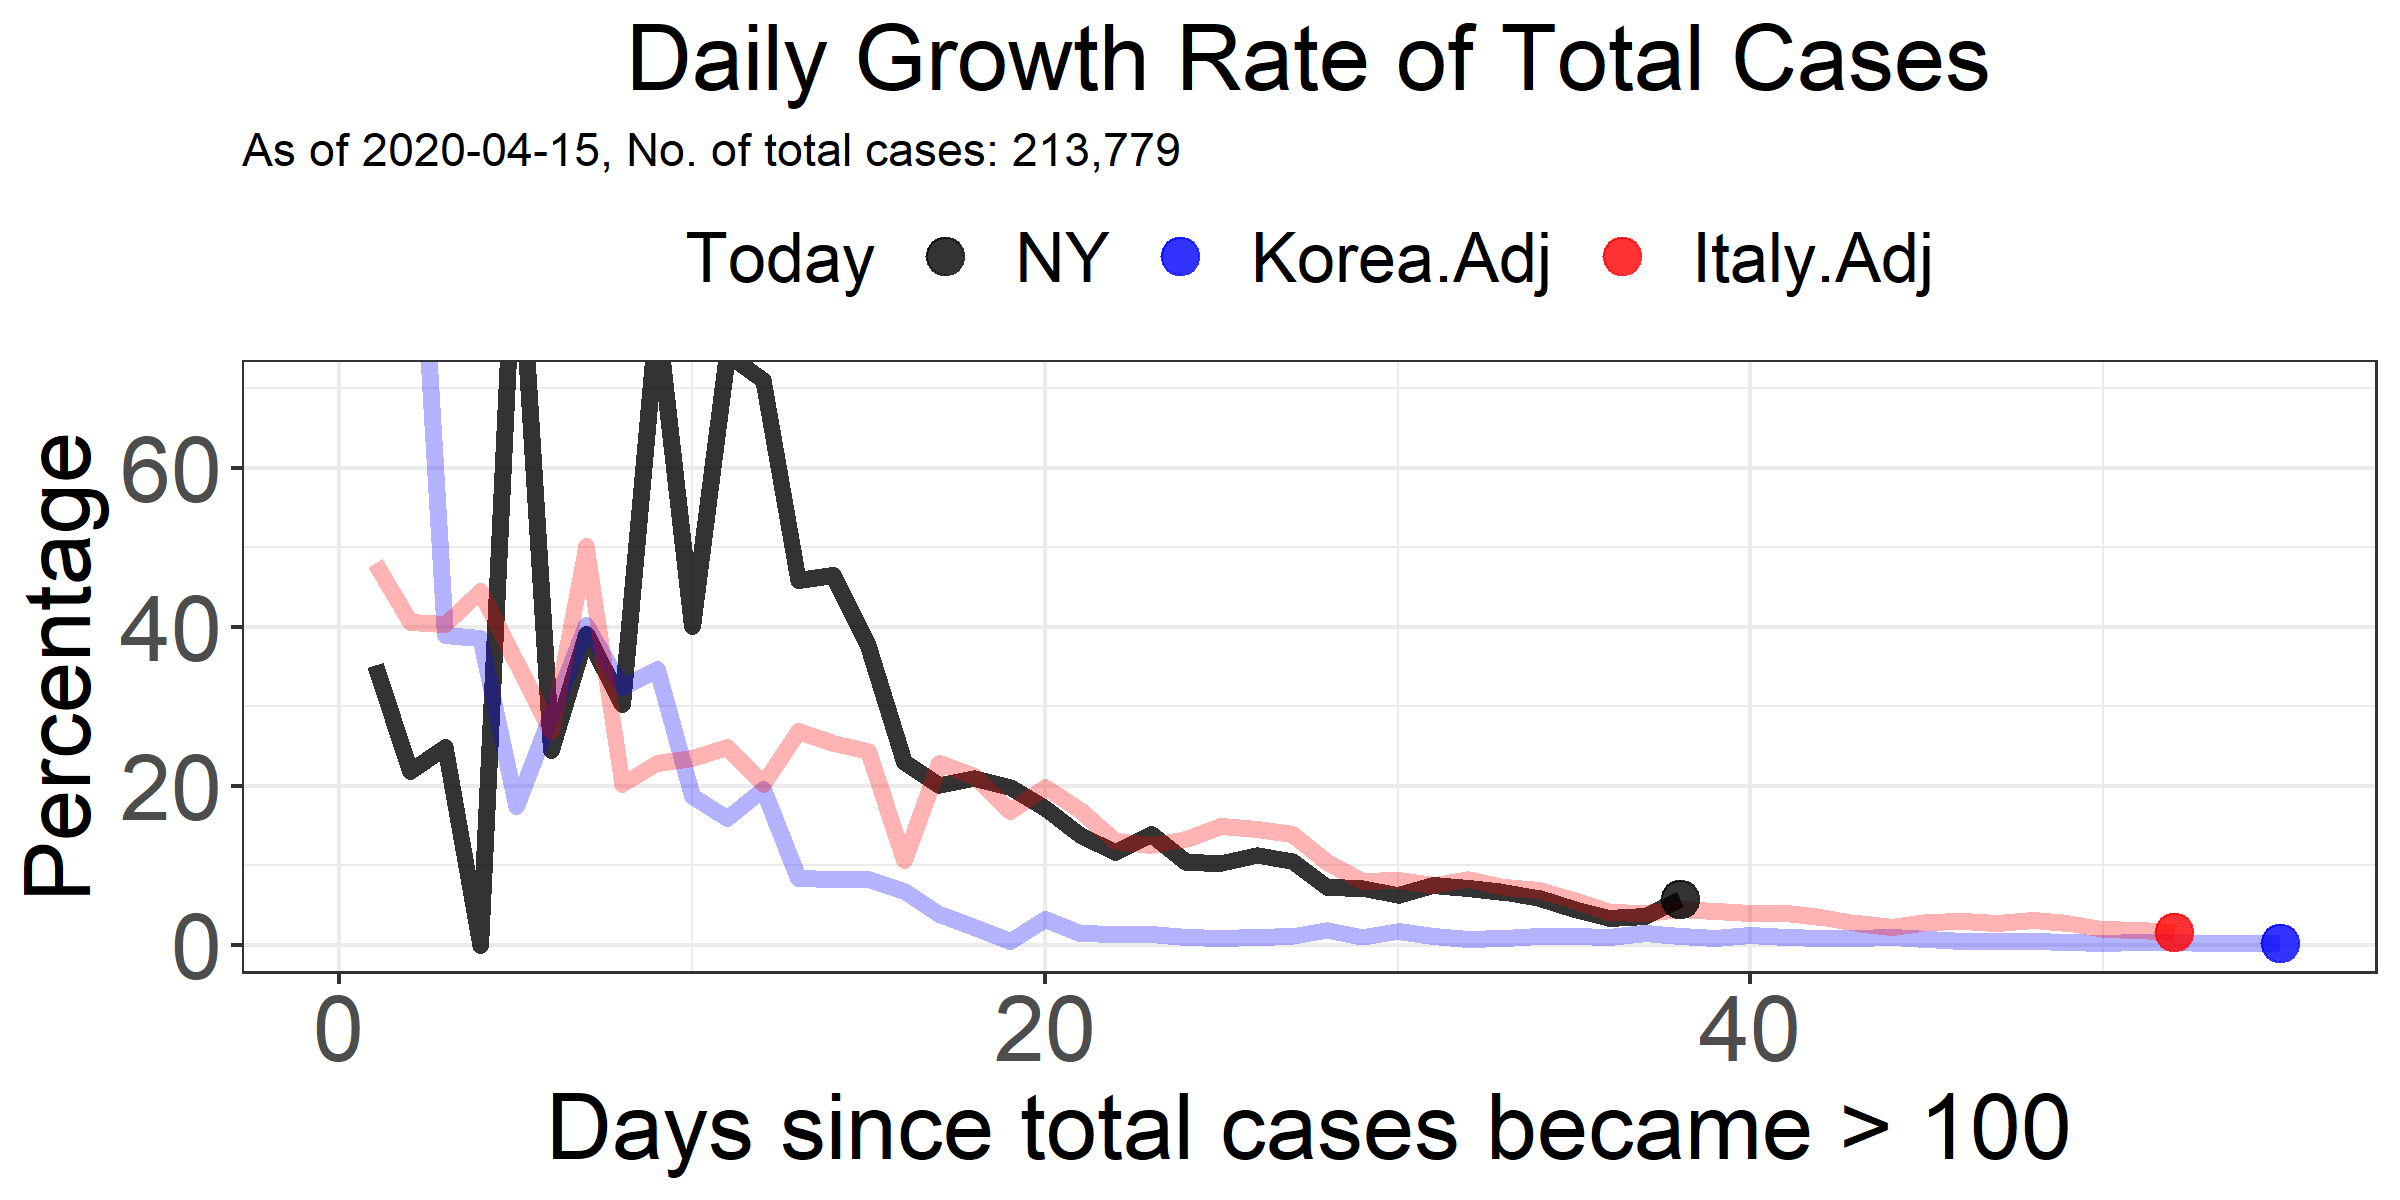 Daily Growth Rate of Total Cases
As of 2020-04-15, No. of total cases: 213,779
Today NY Korea.Adj Italy.Adj
Percentage
60
40
20
0
0 20 40
Days since total cases became > 100